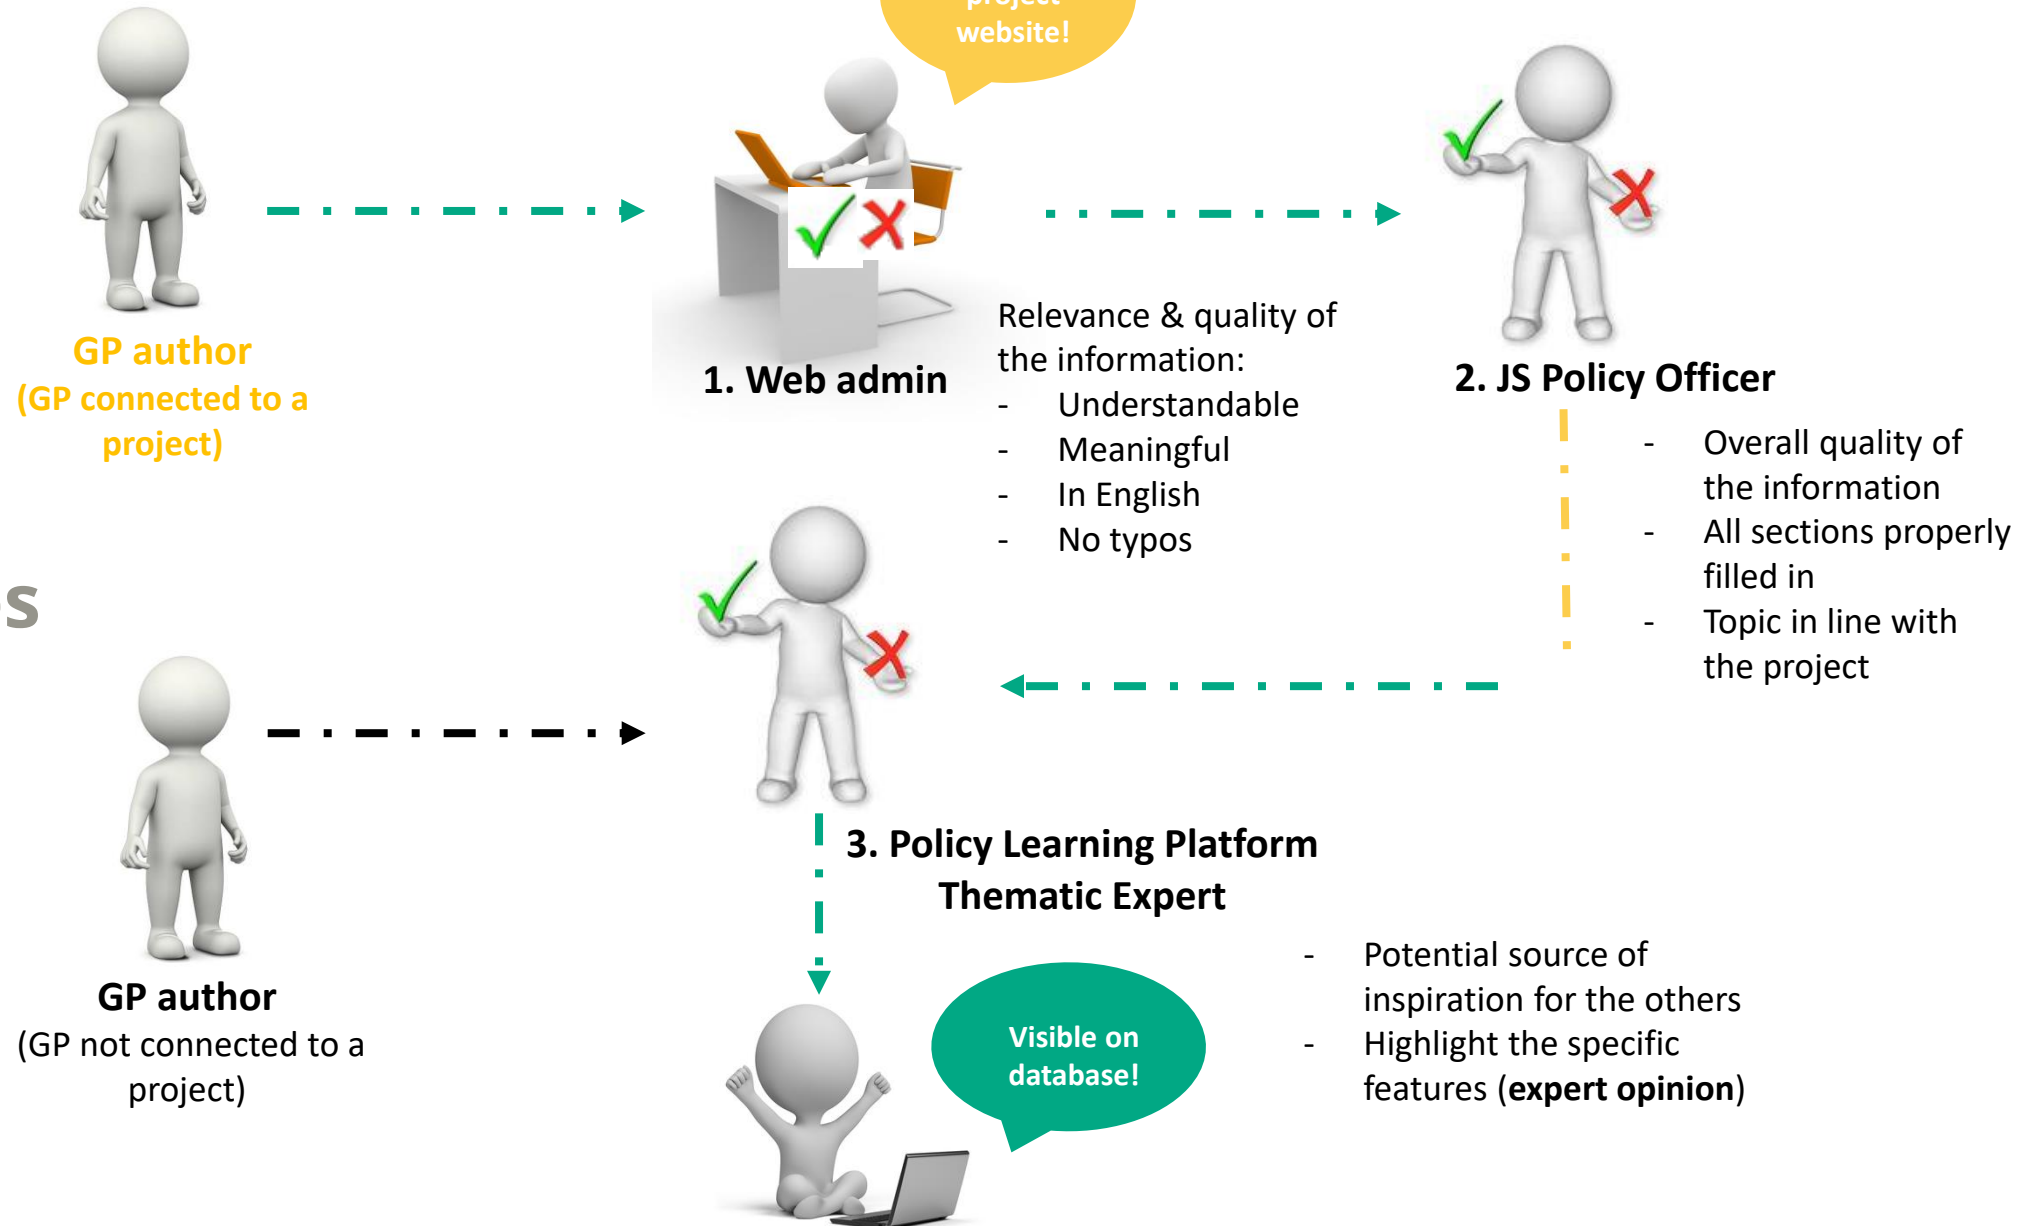 project
website!
GP author
(GP connected to a
project)
1. Web admin
Relevance & quality of
the information:
- Understandable
- Meaningful
- In English
- No typos
2. JS Policy Officer
- Overall quality of
the information
- All sections properly
filled in
- Topic in line with
the project
s
GP author
(GP not connected to a
project)
3. Policy Learning Platform
Thematic Expert
Visible on
database!
- Potential source of
inspiration for the others
- Highlight the specific
features (expert opinion)